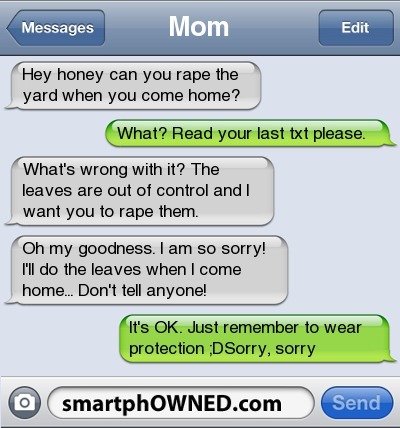 Messages
Mom
Edit
Hey honey can you rape the
yard when you come home?
What? Read your last txt please.
What's wrong with it? The
leaves are out of control and I
want you to rape them.
Oh my goodness. I am so sorry!
I'll do the leaves when I come
home... Don't tell anyone!
It's OK. Just remember to wear
protection ;DSorry, sorry
smartphOWNED.com
Send